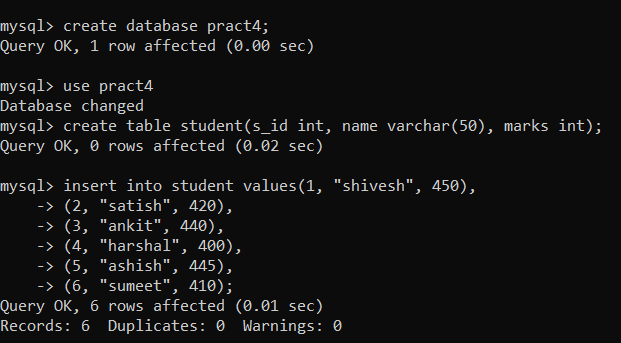 mysql> create database pract4;
Query OK, 1 row affected (0.00 sec)

mysql> use pract4
Database changed
mysql> create table student(s_id int, name varchar(50), marks int);
Query OK, 0 rows affected (0.02 sec)

mysql> insert into student values(1, "shivesh", 450),
    -> (2, "satish", 420),
    -> (3, "ankit", 440),
    -> (4, "harshal", 400),
    -> (5, "ashish", 445),
    -> (6, "sumeet", 410);
Query OK, 6 rows affected (0.01 sec)
Records: 6  Duplicates: 0  Warnings: 0